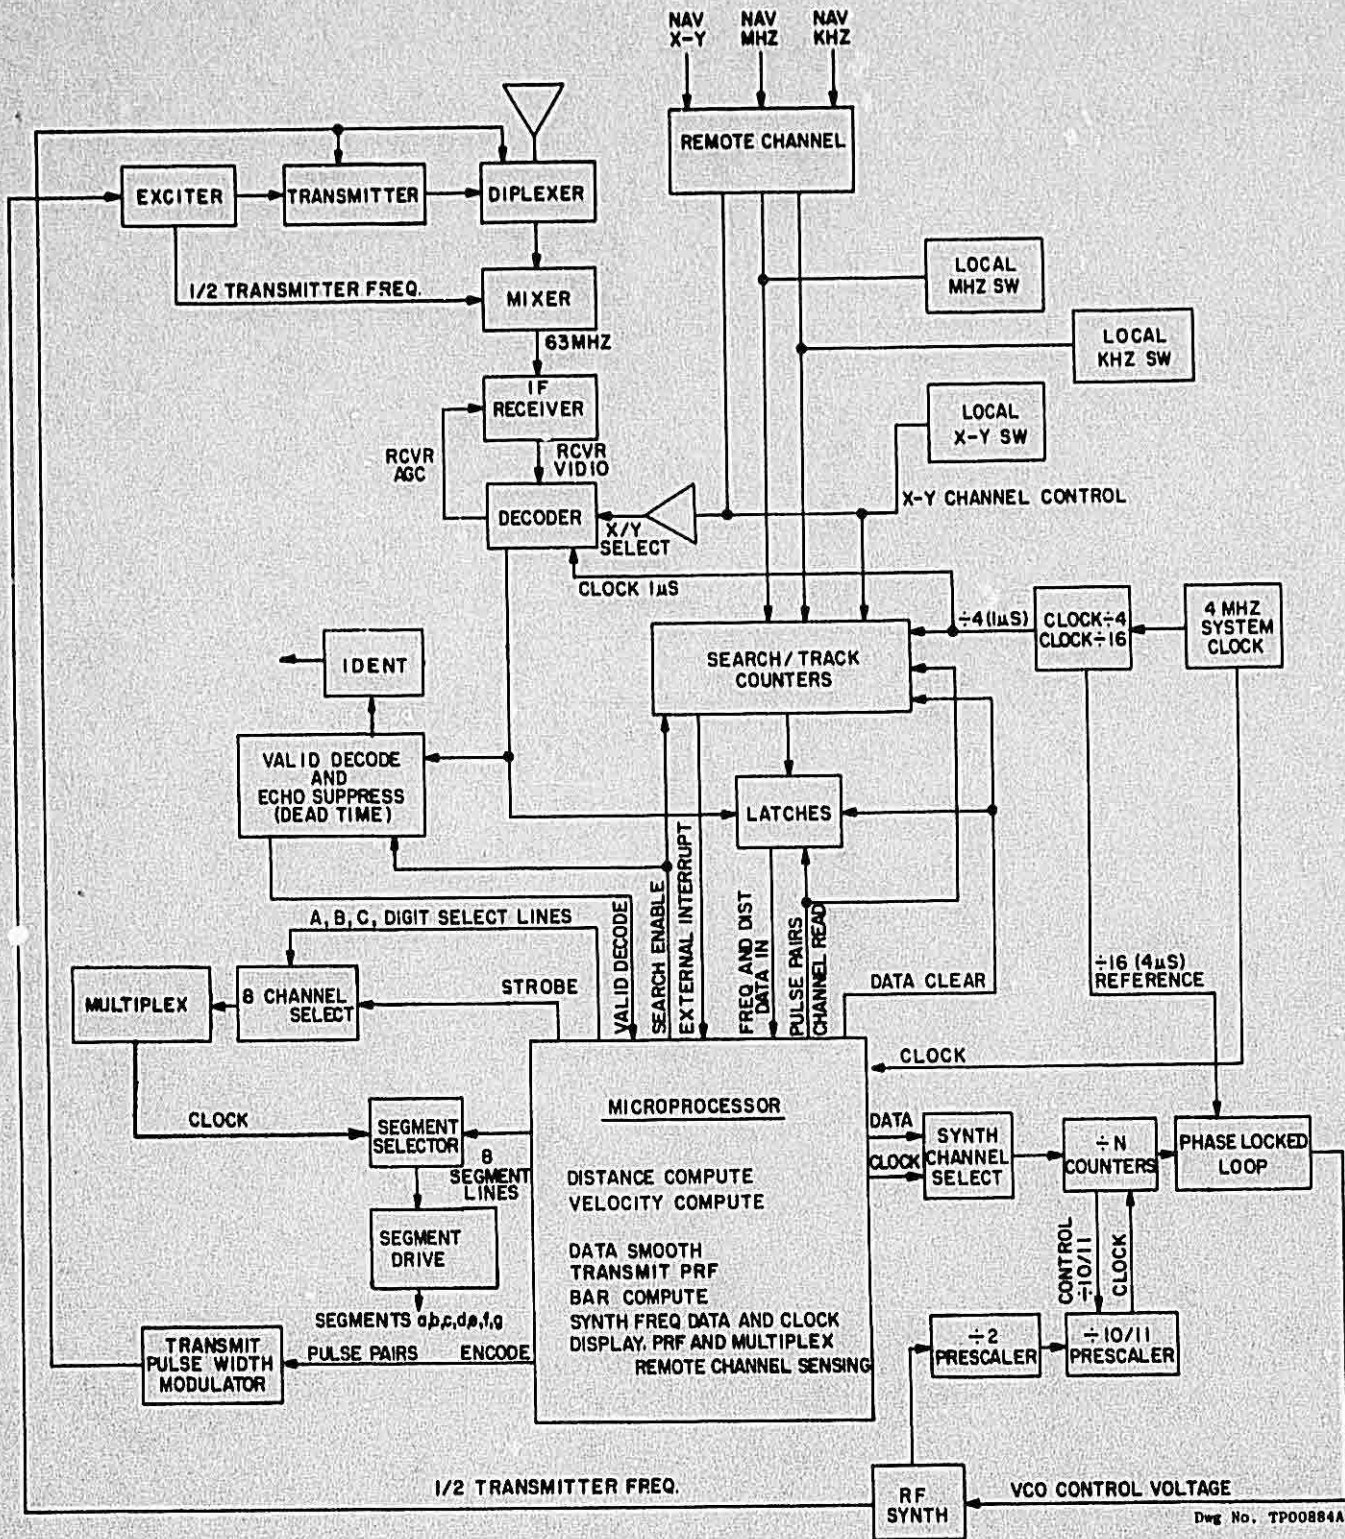 NAV
X-Y
NAV
MHZ
NAV
KHZ
REMOTE CHANNEL
EXCITER
TRANSMITTER
DIPLEXER
LOCAL
MHZ SW
1/2 TRANSMITTER FREQ.
MIXER
63MHZ
LOCAL
KHZ SW
IF
RECEIVER
LOCAL
X-Y SW
RCVR
AGC
RCVR
VIDIO
X-Y CHANNEL CONTROL
DECODER
X/Y
SELECT
CLOCK 1µS
÷4(1µS)
CLOCK÷4
CLOCK÷16
4 MHZ
SYSTEM
CLOCK
IDENT
SEARCH/TRACK
COUNTERS
VALID DECODE
AND
ECHO SUPPRESS
(DEAD TIME)
LATCHES
A, B, C, DIGIT SELECT LINES
VALID DECODE
SEARCH ENABLE
EXTERNAL INTERRUPT
FREQ AND DIST
DATA IN
PULSE PAIRS
CHANNEL READ
DATA CLEAR
÷16 (4µS)
REFERENCE
MULTIPLEX
8 CHANNEL
SELECT
STROBE
CLOCK
MICROPROCESSOR
CLOCK
SEGMENT
SELECTOR
8
SEGMENT
LINES
DATA
CLOCK
SYNTH
CHANNEL
SELECT
÷N
COUNTERS
PHASE LOCKED
LOOP
DISTANCE COMPUTE
VELOCITY COMPUTE
SEGMENT
DRIVE
DATA SMOOTH
TRANSMIT PRF
BAR COMPUTE
SYNTH FREQ DATA AND CLOCK
DISPLAY, PRF AND MULTIPLEX
REMOTE CHANNEL SENSING
CONTROL
÷10/11
CLOCK
SEGMENTS a,b,c,d,e,f,g
TRANSMIT
PULSE WIDTH
MODULATOR
PULSE PAIRS ENCODE
÷2
PRESCALER
÷10/11
PRESCALER
1/2 TRANSMITTER FREQ.
RF
SYNTH
VCO CONTROL VOLTAGE
Dwg No. TP00884A